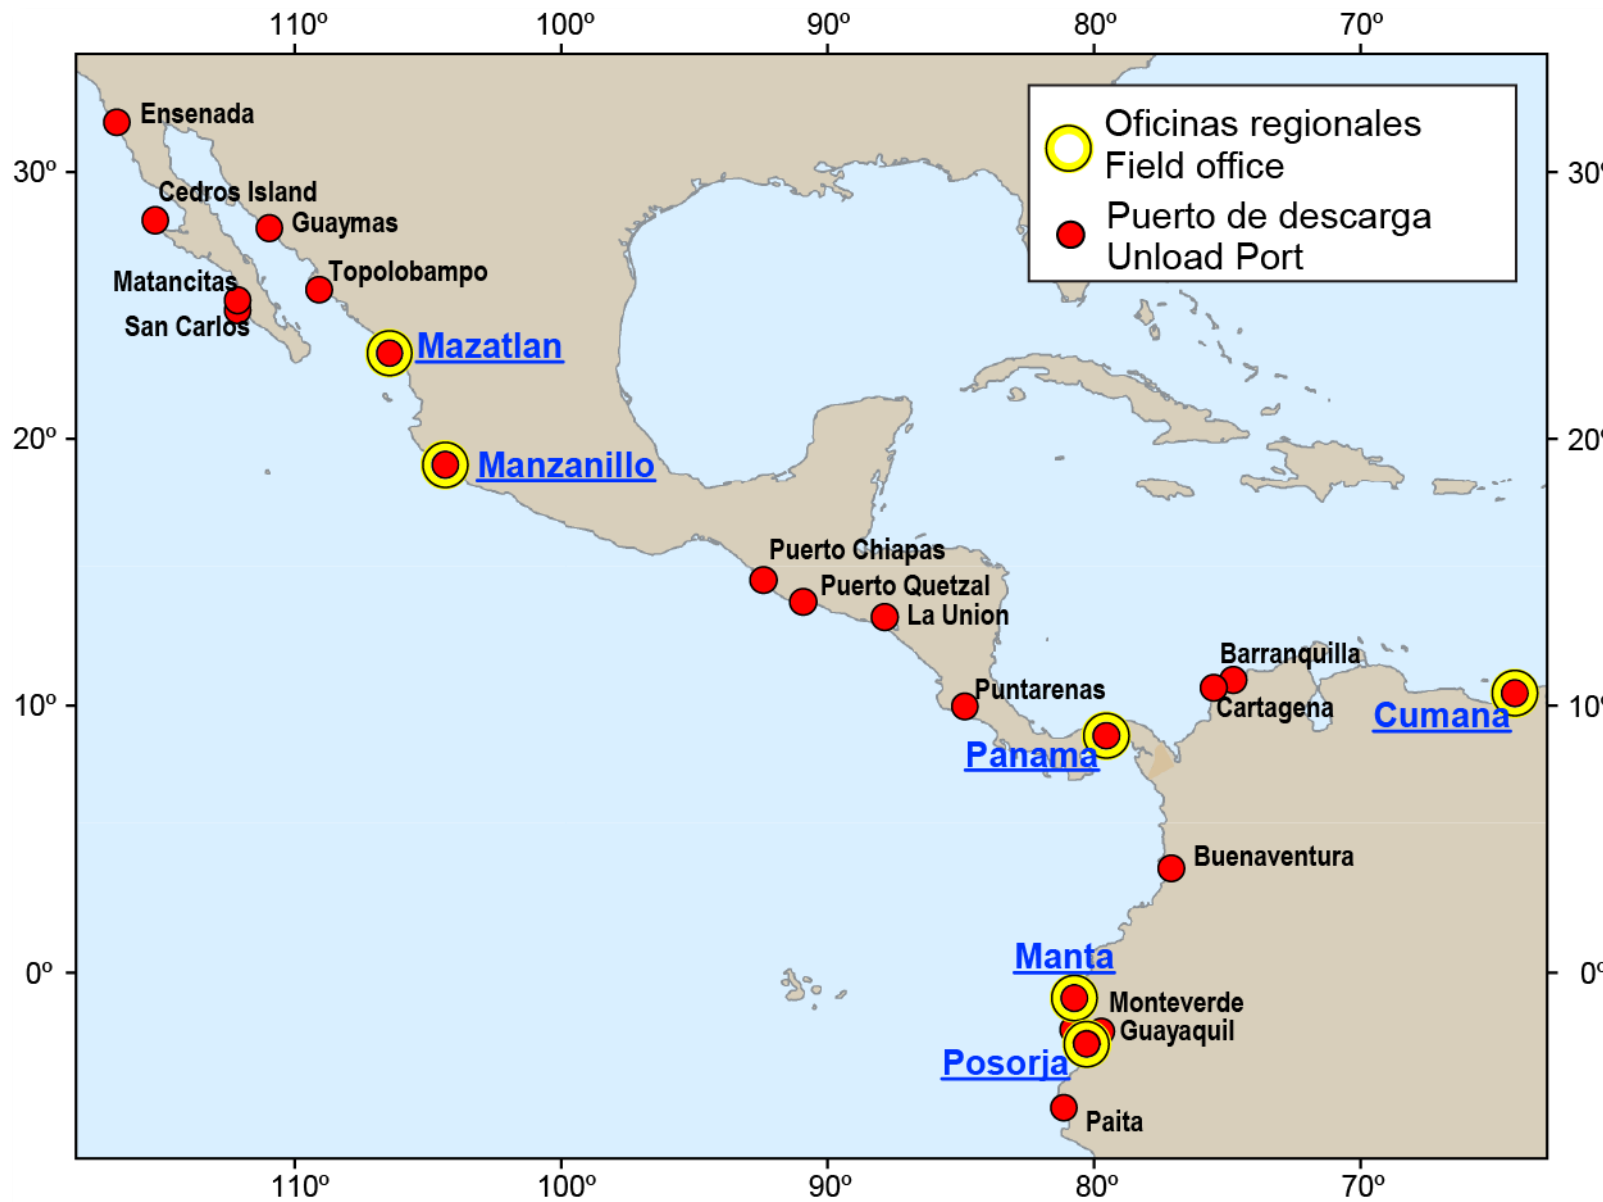 110º
100º
90º
80º
70º
Oficinas regionales
Field office
Puerto de descarga
Unload Port
Ensenada
30º
30º
Cedros Island
Guaymas
Topolobampo
Matancitas
San Carlos
Mazatlan
20º
20º
Manzanillo
Puerto Chiapas
Puerto Quetzal
La Union
Barranquilla
Puntarenas
10º
10º
Cartagena
Cumana
Panama
Buenaventura
Manta
0º
0º
Monteverde
Guayaquil
Posorja
Paita
110º
100º
90º
80º
70º